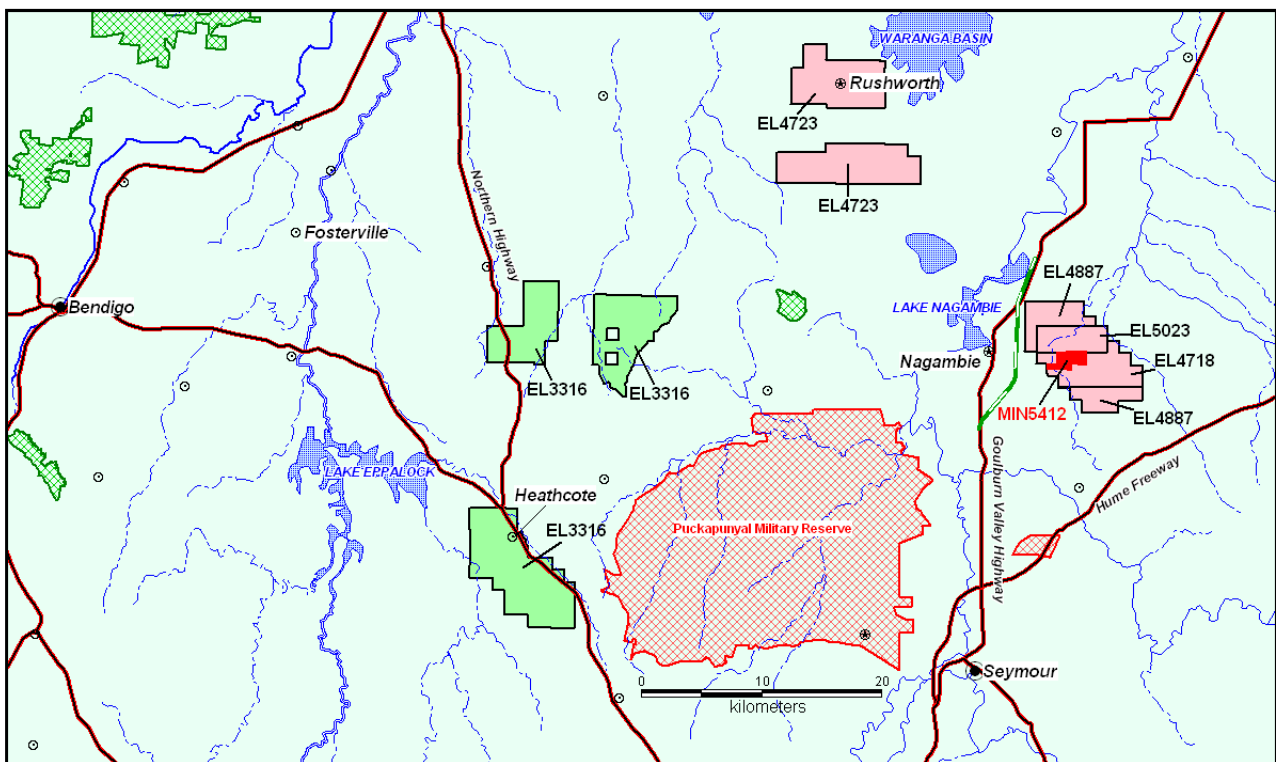 WARANGA BASIN
Rushworth
EL4723
EL4723
Northern Highway
Fosterville
EL4887
Bendigo
LAKE NAGAMBIE
EL5023
Nagambie
EL4718
EL3316
EL3316
MIN5412
EL4887
Goulburn Valley Highway
LAKE EPPALOCK
Hume Freeway
Heathcote
EL3316
Puckapunyal Military Reserve
Seymour
0 10 20
kilometers